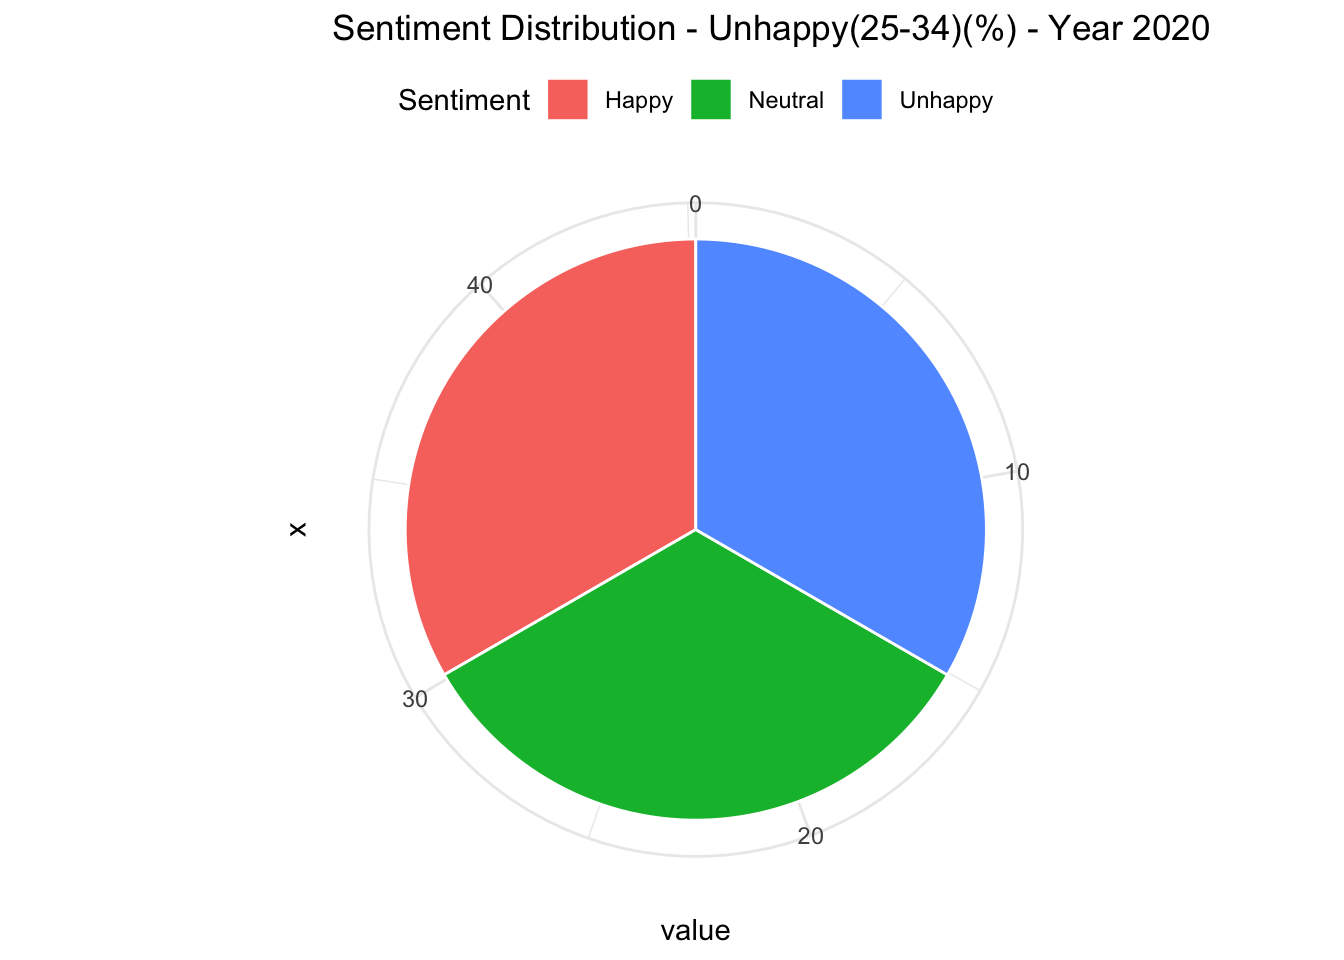 Sentiment Distribution - Unhappy(25-34)(%) - Year 2020
Sentiment Happy Neutral Unhappy
0
40
10
x
30
20
value